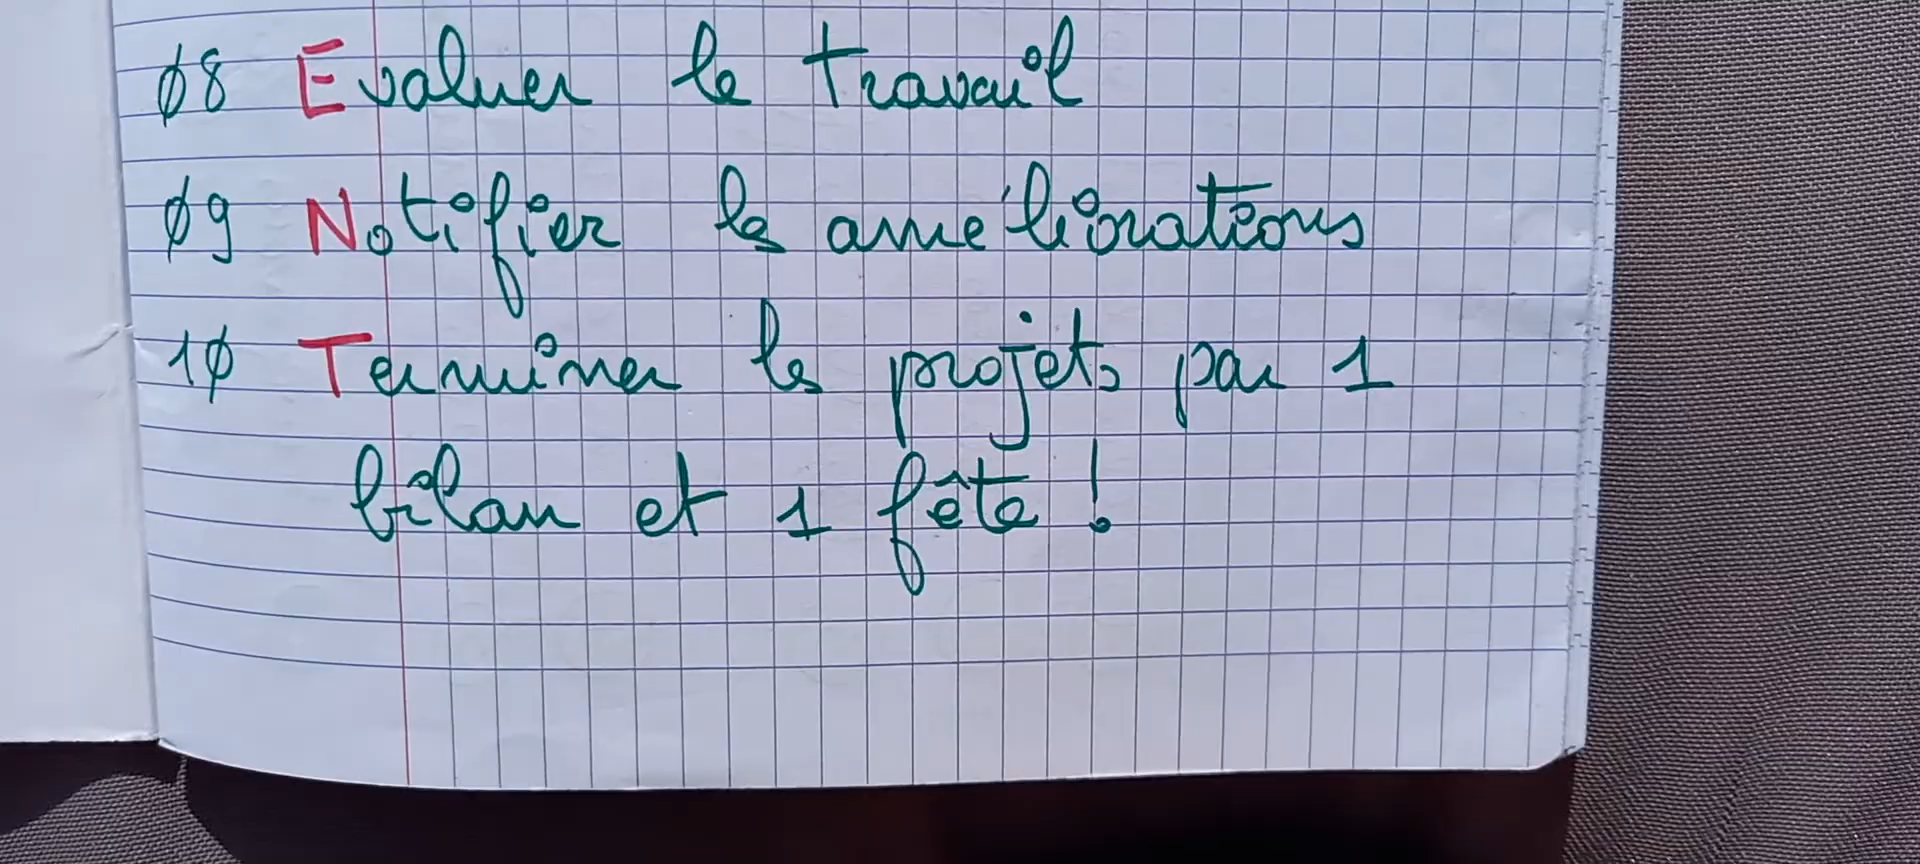 08 Evaluer le travail
09 Notifier les améliorations
10 Terminer les projets par 1
bilan et 1 fête !